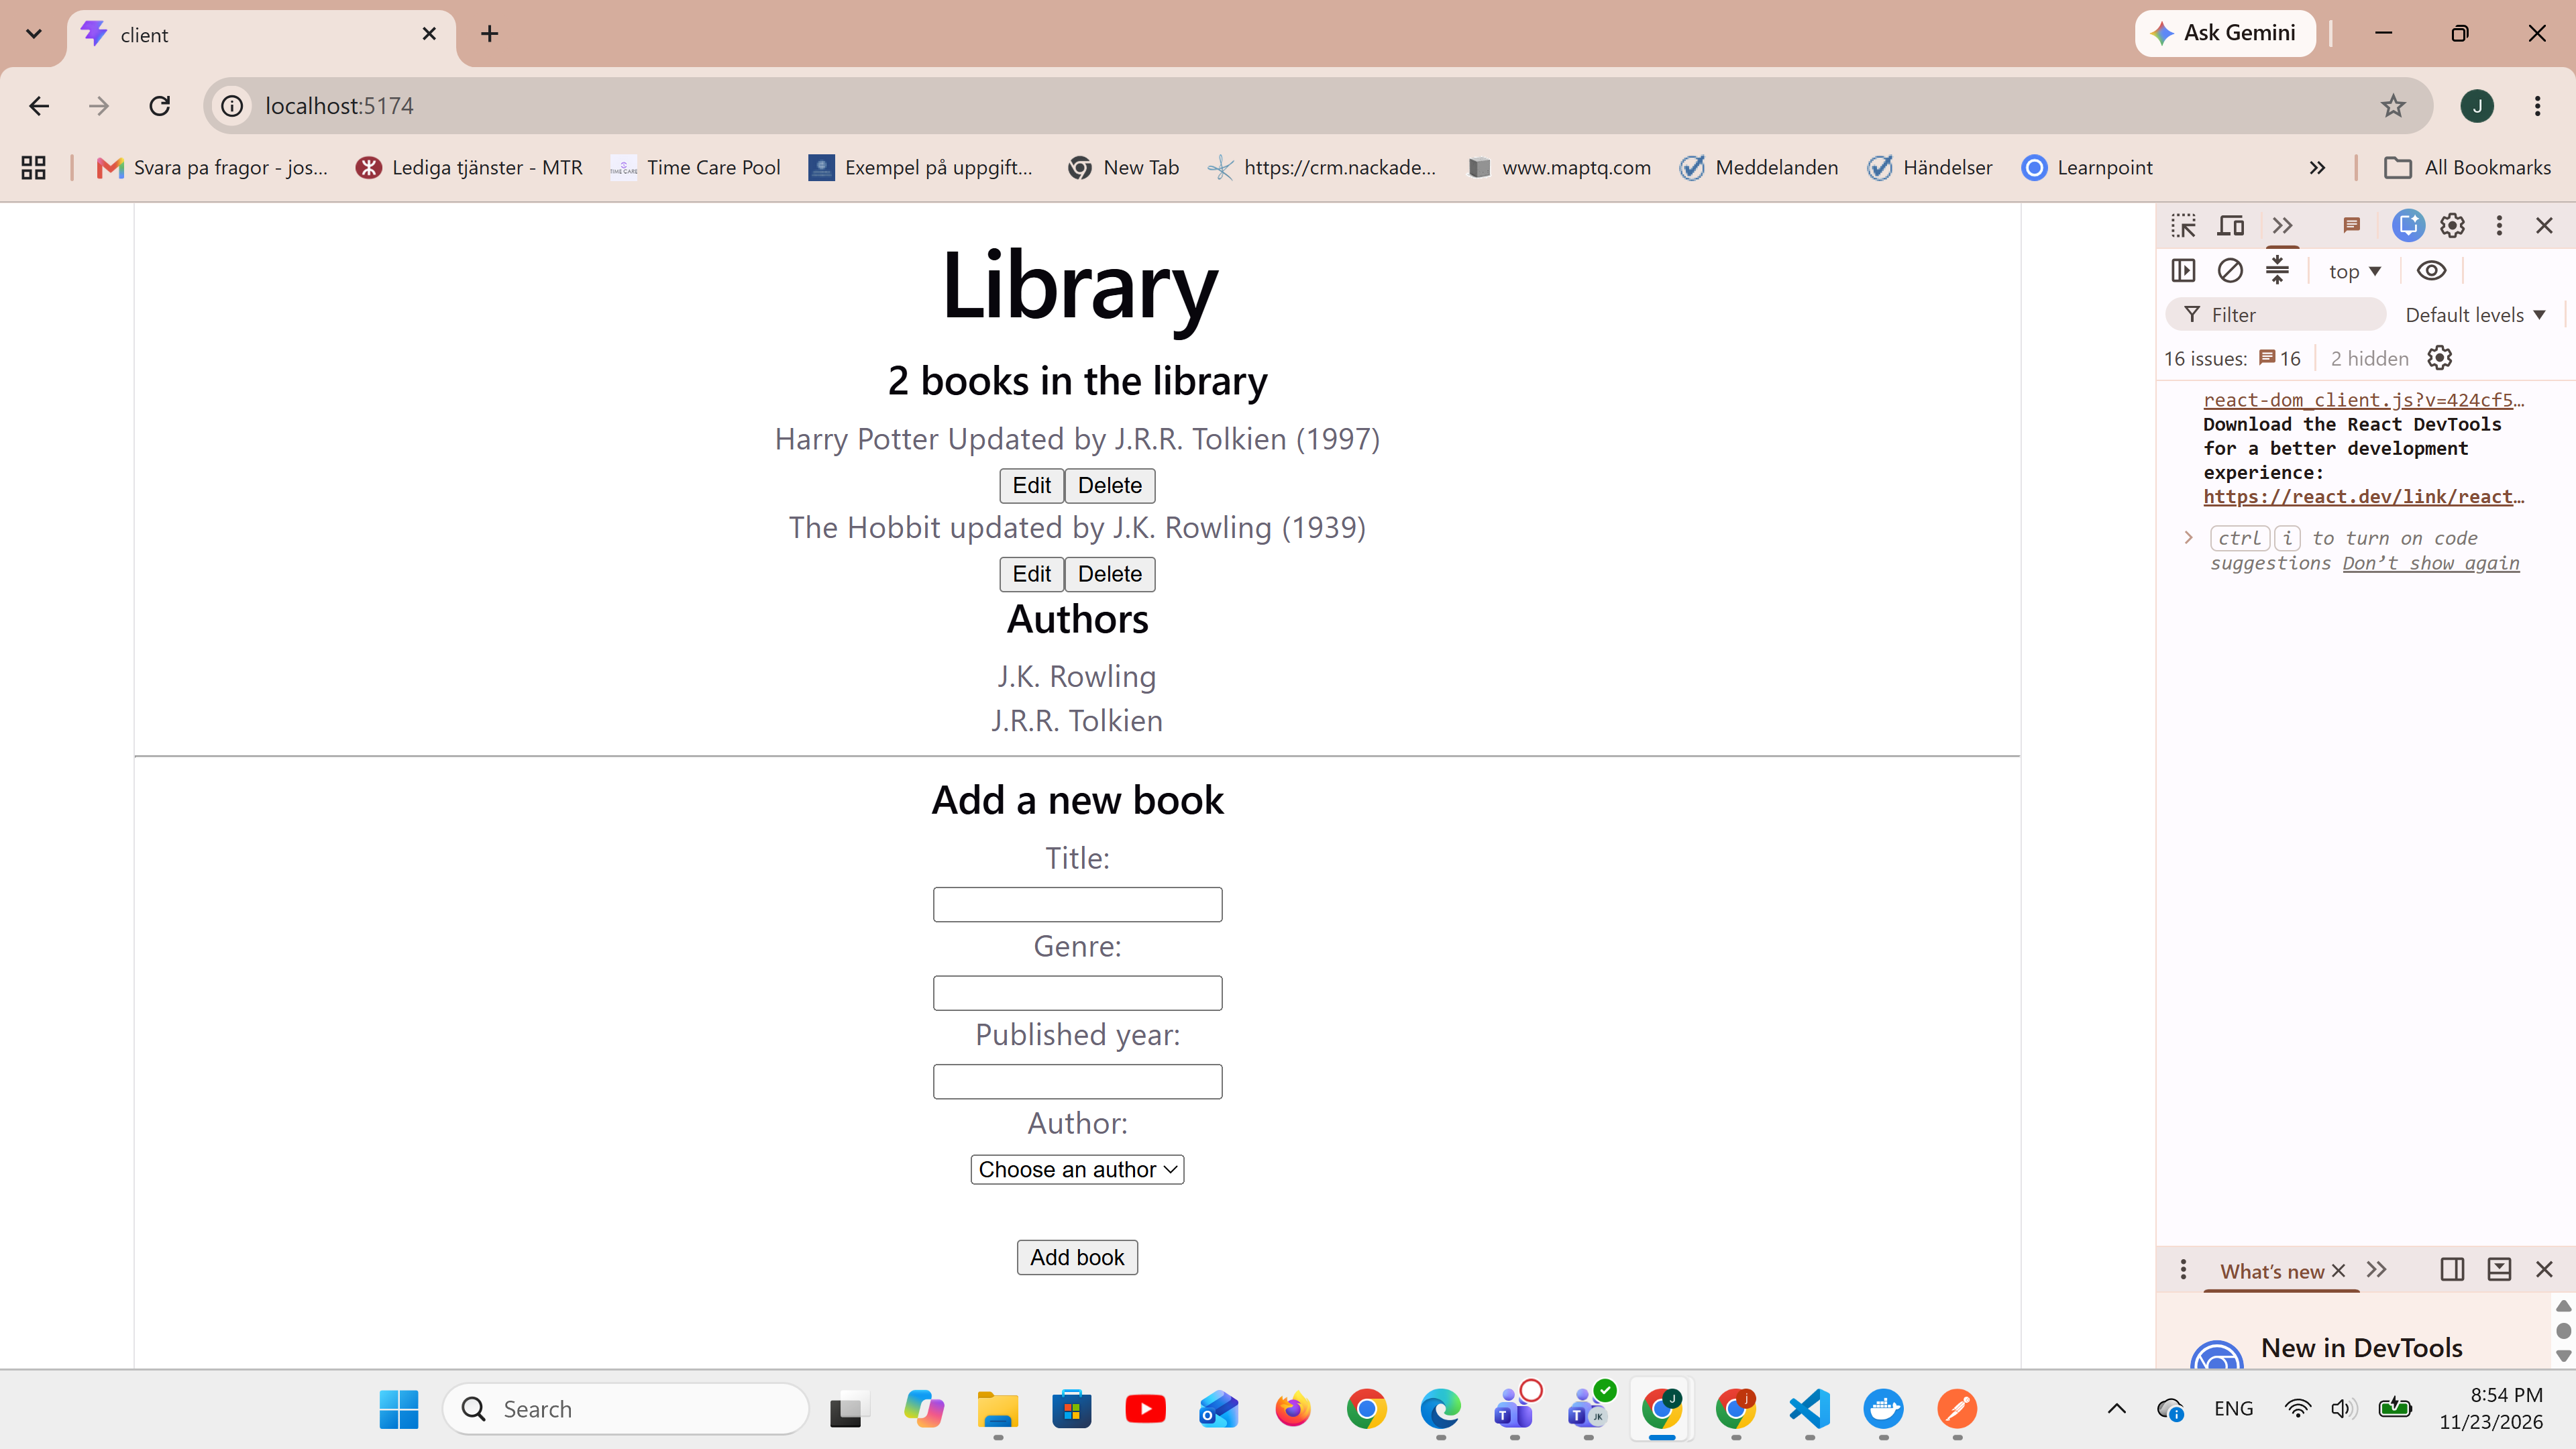 client
Ask Gemini
localhost:5174
Svara pa fragor - jos...
Lediga tjänster - MTR
TIME CARE
Time Care Pool
Exempel på uppgift...
New Tab
https://crm.nackade...
www.maptq.com
Meddelanden
Händelser
Learnpoint
All Bookmarks
J
Library
2 books in the library
Harry Potter Updated by J.R.R. Tolkien (1997)
Edit
Delete
The Hobbit updated by J.K. Rowling (1939)
Edit
Delete
Authors
J.K. Rowling
J.R.R. Tolkien
Add a new book
Title:
Genre:
Published year:
Author:
Choose an author
Add book
top
Filter
Default levels
16 issues: 16
2 hidden
react-dom_client.js?v=424cf5…
Download the React DevTools
for a better development
experience:
https://react.dev/link/react…
ctrl i to turn on code
suggestions Don't show again
What's new
New in DevTools
Search
O
T
T
JK
J
j
ENG
8:54 PM
11/23/2026